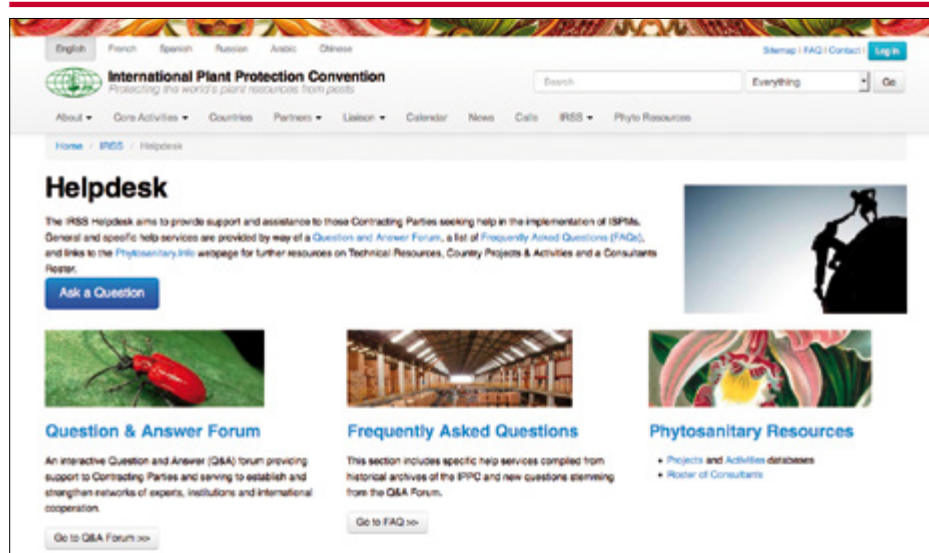 English French Spanish Russian Arabic Chinese
Sitemap | FAQ | Contact | Log in
International Plant Protection Convention
Protecting the world's plant resources from pests
Search Everything Go
About Core Activities Countries Partners Liaison Calendar News Calls IRSS Phyto Resources
Home / IRSS / Helpdesk
Helpdesk
The IRSS Helpdesk aims to provide support and assistance to those Contracting Parties seeking help in the implementation of ISPMs.
General and specific help services are provided by way of a Question and Answer Forum, a list of Frequently Asked Questions (FAQs),
and links to the Phytosanitary.info webpage for further resources on Technical Resources, Country Projects & Activities and a Consultants
Roster.
Ask a Question
Question & Answer Forum
An interactive Question and Answer (Q&A) forum providing
support to Contracting Parties and serving to establish and
strengthen networks of experts, institutions and international
cooperation.
Go to Q&A Forum >>
Frequently Asked Questions
This section includes specific help services compiled from
historical archives of the IPPC and new questions stemming
from the Q&A Forum.
Go to FAQ >>
Phytosanitary Resources
• Projects and Activities databases
• Roster of Consultants